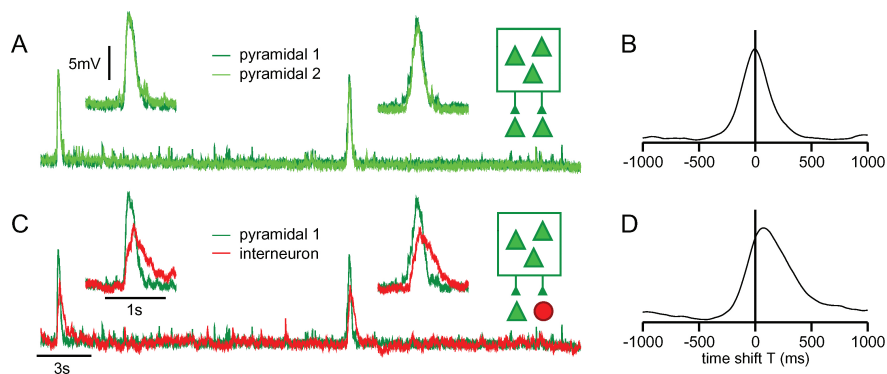 A
5mV
pyramidal 1
pyramidal 2
B
-1000 -500 0 500 1000
C
pyramidal 1
interneuron
1s
3s
D
-1000 -500 0 500 1000
time shift T (ms)